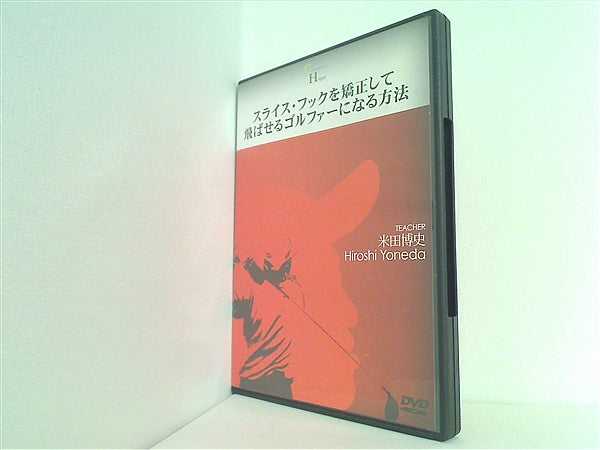 スライス・フックを矯正して
飛ばせるゴルファーになる方法
TEACHER
米田博史
Hiroshi Yoneda
DVD